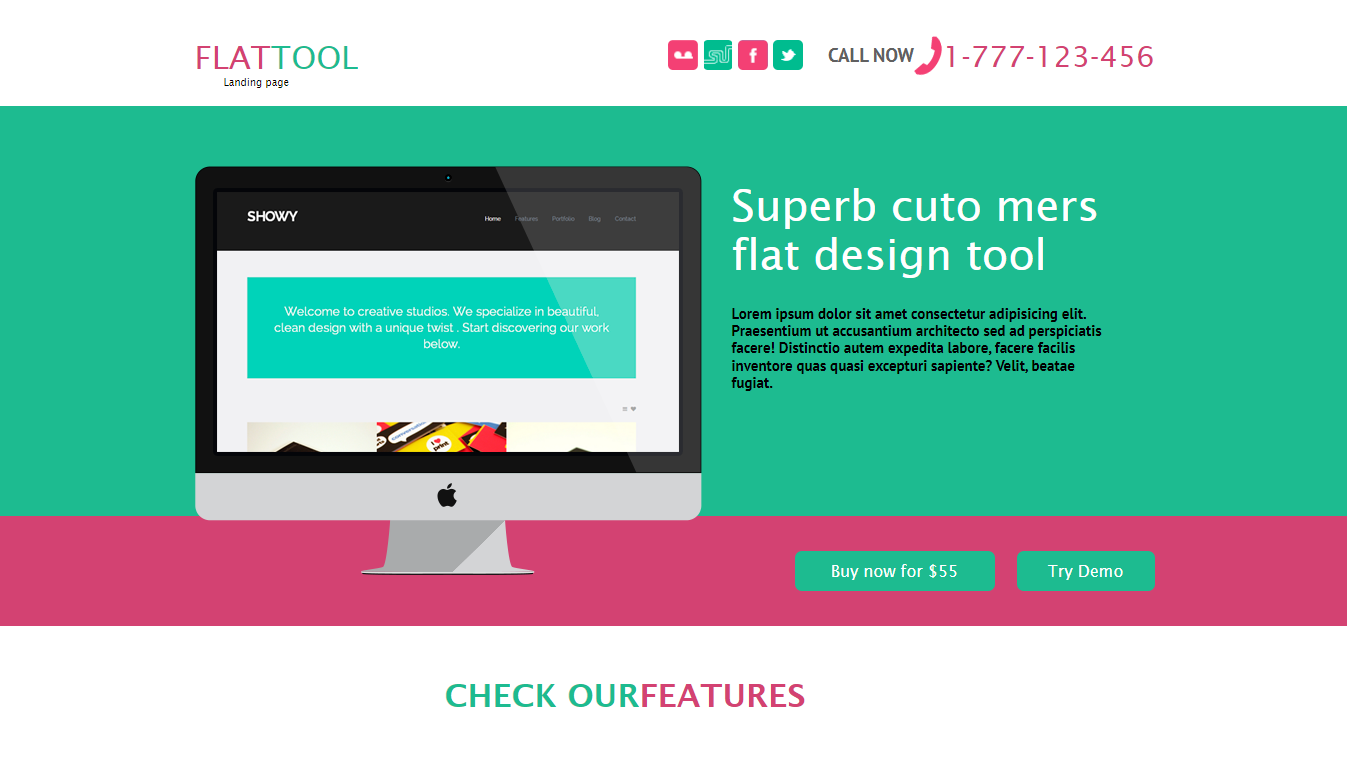 FLATTOOL
Landing page
CALL NOW 1-777-123-456
SHOWY
Home Features Portfolio Blog Contact
Welcome to creative studios. We specialize in beautiful,
clean design with a unique twist . Start discovering our work
below.
I print
Superb cuto mers
flat design tool
Lorem ipsum dolor sit amet consectetur adipisicing elit.
Praesentium ut accusantium architecto sed ad perspiciatis
facere! Distinctio autem expedita labore, facere facilis
inventore quas quasi excepturi sapiente? Velit, beatae
fugiat.
Buy now for $55
Try Demo
CHECK OURFEATURES